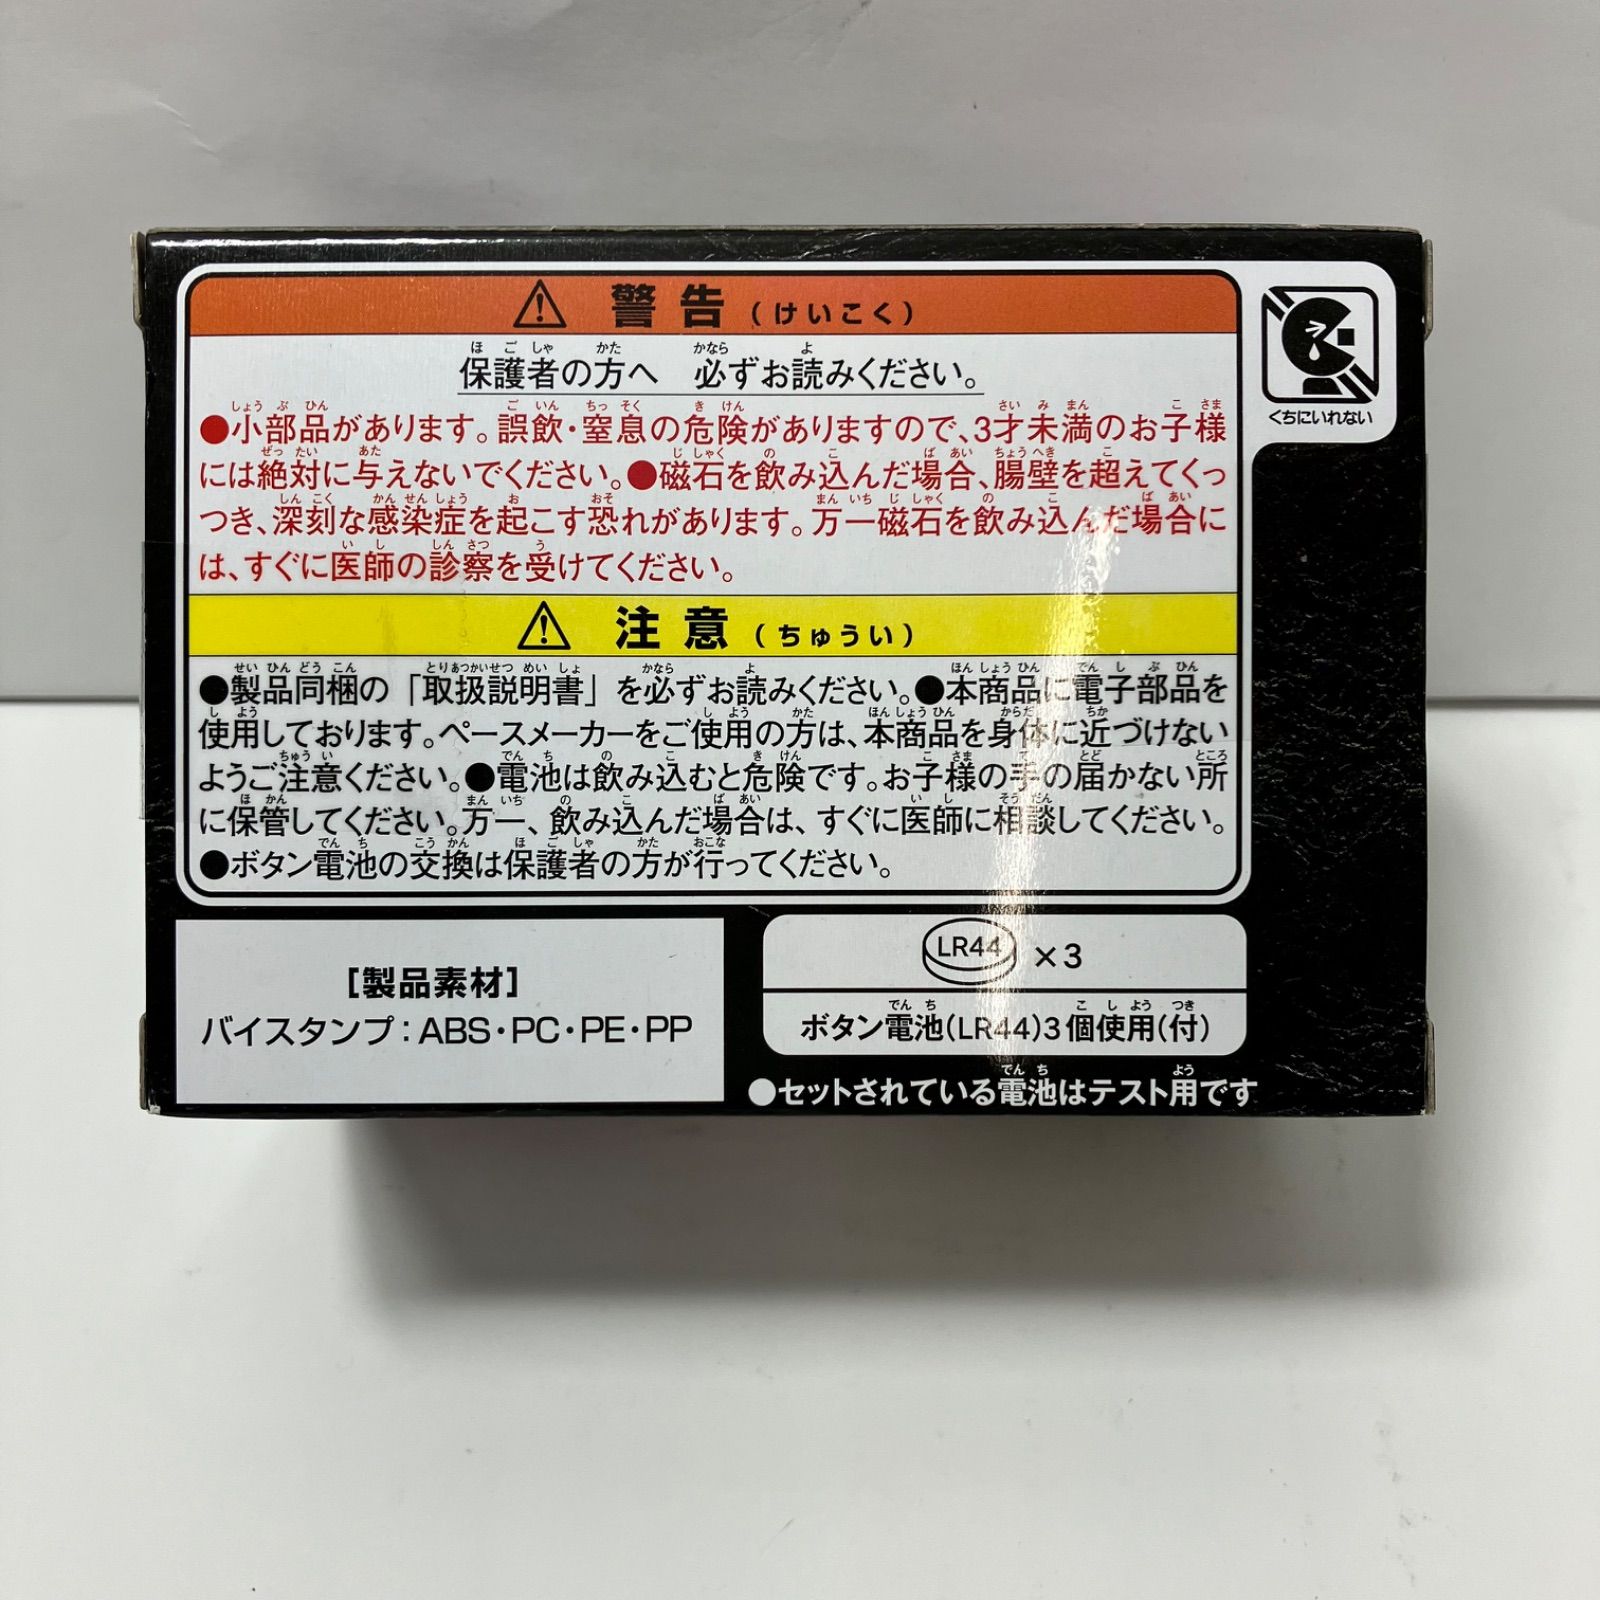 警告(けいこく)
保護者の方へ 必ずお読みください。
●小部品があります。誤飲・窒息の危険がありますので、3才未満のお子様
には絶対に与えないでください。●磁石を飲み込んだ場合、腸壁を超えてくっ
つき、深刻な感染症を起こす恐れがあります。万一磁石を飲み込んだ場合に
は、すぐに医師の診察を受けてください。
くちにいれない
注意(ちゅうい)
●製品同梱の「取扱説明書」を必ずお読みください。●本商品に電子部品を
使用しております。ペースメーカーをご使用の方は、本商品を身体に近づけない
ようご注意ください。●電池は飲み込むと危険です。お子様の手の届かない所
に保管してください。万一、飲み込んだ場合は、すぐに医師に相談してください。
●ボタン電池の交換は保護者の方が行ってください。
[製品素材]
バイスタンプ:ABS・PC・PE・PP
LR44 ×3
ボタン電池(LR44)3個使用(付)
●セットされている電池はテスト用です